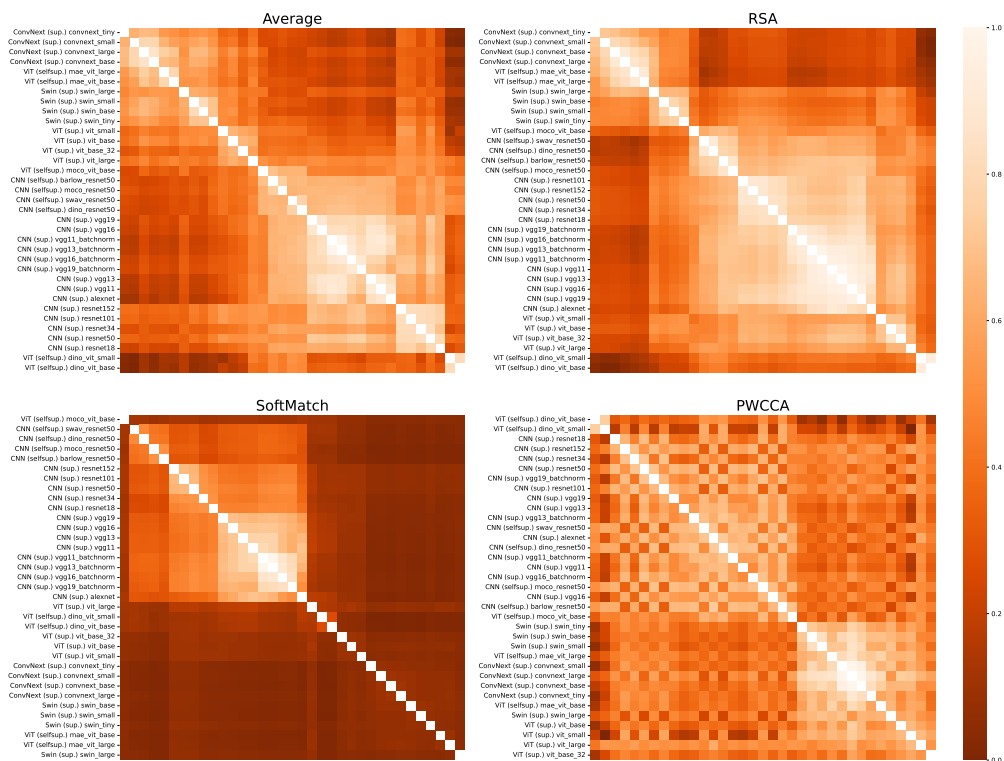 Average
ConvNext (sup.) convnext_tiny
ConvNext (sup.) convnext_small
ConvNext (sup.) convnext_large
ConvNext (sup.) convnext_base
ViT (selfsup.) mae_vit_large
ViT (selfsup.) mae_vit_base
Swin (sup.) swin_large
Swin (sup.) swin_small
Swin (sup.) swin_base
Swin (sup.) swin_tiny
ViT (sup.) vit_small
ViT (sup.) vit_base
ViT (sup.) vit_base_32
ViT (sup.) vit_large
ViT (selfsup.) moco_vit_base
CNN (selfsup.) barlow_resnet50
CNN (selfsup.) moco_resnet50
CNN (selfsup.) swav_resnet50
CNN (selfsup.) dino_resnet50
CNN (sup.) vgg19
CNN (sup.) vgg16
CNN (sup.) vgg11_batchnorm
CNN (sup.) vgg13_batchnorm
CNN (sup.) vgg16_batchnorm
CNN (sup.) vgg19_batchnorm
CNN (sup.) vgg13
CNN (sup.) vgg11
CNN (sup.) alexnet
CNN (sup.) resnet152
CNN (sup.) resnet101
CNN (sup.) resnet34
CNN (sup.) resnet50
CNN (sup.) resnet18
ViT (selfsup.) dino_vit_small
ViT (selfsup.) dino_vit_base
RSA
ConvNext (sup.) convnext_tiny
ConvNext (sup.) convnext_small
ConvNext (sup.) convnext_base
ConvNext (sup.) convnext_large
ViT (selfsup.) mae_vit_base
ViT (selfsup.) mae_vit_large
Swin (sup.) swin_large
Swin (sup.) swin_base
Swin (sup.) swin_small
Swin (sup.) swin_tiny
ViT (selfsup.) moco_vit_base
CNN (selfsup.) swav_resnet50
CNN (selfsup.) dino_resnet50
CNN (selfsup.) barlow_resnet50
CNN (selfsup.) moco_resnet50
CNN (sup.) resnet101
CNN (sup.) resnet152
CNN (sup.) resnet50
CNN (sup.) resnet34
CNN (sup.) resnet18
CNN (sup.) vgg19_batchnorm
CNN (sup.) vgg16_batchnorm
CNN (sup.) vgg13_batchnorm
CNN (sup.) vgg11_batchnorm
CNN (sup.) vgg11
CNN (sup.) vgg13
CNN (sup.) vgg16
CNN (sup.) vgg19
CNN (sup.) alexnet
ViT (sup.) vit_small
ViT (sup.) vit_base
ViT (sup.) vit_base_32
ViT (sup.) vit_large
ViT (selfsup.) dino_vit_small
ViT (selfsup.) dino_vit_base
SoftMatch
ViT (selfsup.) moco_vit_base
CNN (selfsup.) swav_resnet50
CNN (selfsup.) dino_resnet50
CNN (selfsup.) moco_resnet50
CNN (selfsup.) barlow_resnet50
CNN (sup.) resnet152
CNN (sup.) resnet101
CNN (sup.) resnet50
CNN (sup.) resnet34
CNN (sup.) resnet18
CNN (sup.) vgg19
CNN (sup.) vgg16
CNN (sup.) vgg13
CNN (sup.) vgg11
CNN (sup.) vgg11_batchnorm
CNN (sup.) vgg13_batchnorm
CNN (sup.) vgg16_batchnorm
CNN (sup.) vgg19_batchnorm
CNN (sup.) alexnet
ViT (sup.) vit_large
ViT (selfsup.) dino_vit_small
ViT (selfsup.) dino_vit_base
ViT (sup.) vit_base_32
ViT (sup.) vit_base
ViT (sup.) vit_small
ConvNext (sup.) convnext_tiny
ConvNext (sup.) convnext_small
ConvNext (sup.) convnext_base
ConvNext (sup.) convnext_large
Swin (sup.) swin_base
Swin (sup.) swin_small
Swin (sup.) swin_tiny
ViT (selfsup.) mae_vit_base
ViT (selfsup.) mae_vit_large
Swin (sup.) swin_large
PWCCA
ViT (selfsup.) dino_vit_base
ViT (selfsup.) dino_vit_small
CNN (sup.) resnet18
CNN (sup.) resnet152
CNN (sup.) resnet34
CNN (sup.) resnet50
CNN (sup.) vgg19_batchnorm
CNN (sup.) resnet101
CNN (sup.) vgg19
CNN (sup.) vgg13
CNN (sup.) vgg13_batchnorm
CNN (selfsup.) swav_resnet50
CNN (sup.) alexnet
CNN (selfsup.) dino_resnet50
CNN (sup.) vgg11_batchnorm
CNN (sup.) vgg11
CNN (sup.) vgg16_batchnorm
CNN (selfsup.) moco_resnet50
CNN (sup.) vgg16
CNN (selfsup.) barlow_resnet50
ViT (selfsup.) moco_vit_base
Swin (sup.) swin_tiny
Swin (sup.) swin_base
Swin (sup.) swin_small
ViT (selfsup.) mae_vit_large
ConvNext (sup.) convnext_small
ConvNext (sup.) convnext_large
ConvNext (sup.) convnext_base
ConvNext (sup.) convnext_tiny
ViT (selfsup.) mae_vit_base
Swin (sup.) swin_large
ViT (sup.) vit_base
ViT (sup.) vit_small
ViT (sup.) vit_large
ViT (sup.) vit_base_32
1.0
0.8
0.6
0.4
0.2
0.0